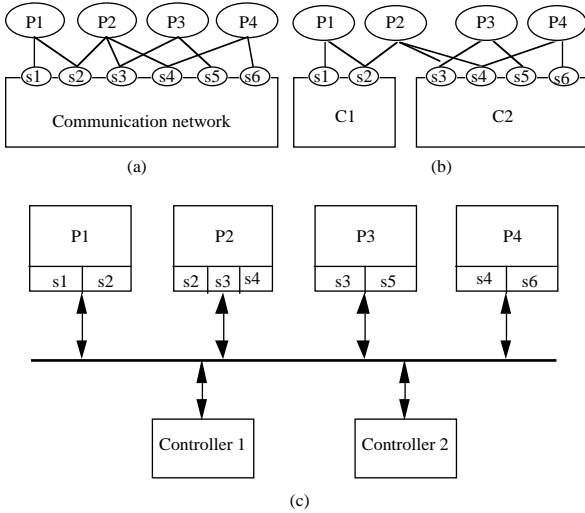 P1 P2 P3 P4
s1 s2 s3 s4 s5 s6
Communication network
(a)
P1 P2 P3 P4
s1 s2 s3 s4 s5 s6
C1 C2
(b)
P1 P2 P3 P4
s1 s2 s2 s3 s4 s3 s5 s4 s6
Controller 1 Controller 2
(c)